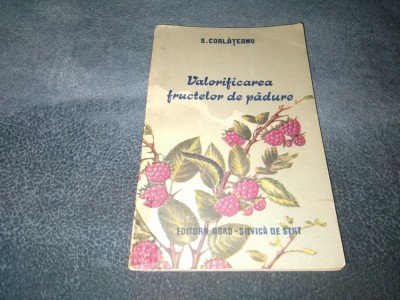 S. CORLĂŢEANU
Valorificarea
fructelor de pădure
EDITURA AGRO-SILVICĂ DE STAT